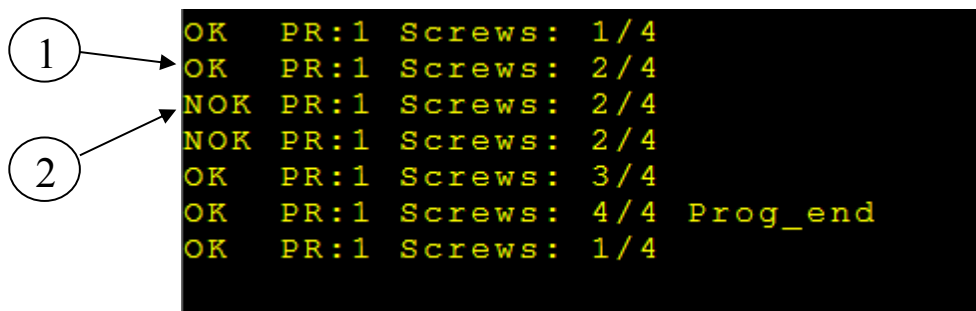 1
2
OK PR:1 Screws: 1/4
OK PR:1 Screws: 2/4
NOK PR:1 Screws: 2/4
NOK PR:1 Screws: 2/4
OK PR:1 Screws: 3/4
OK PR:1 Screws: 4/4 Prog_end
OK PR:1 Screws: 1/4